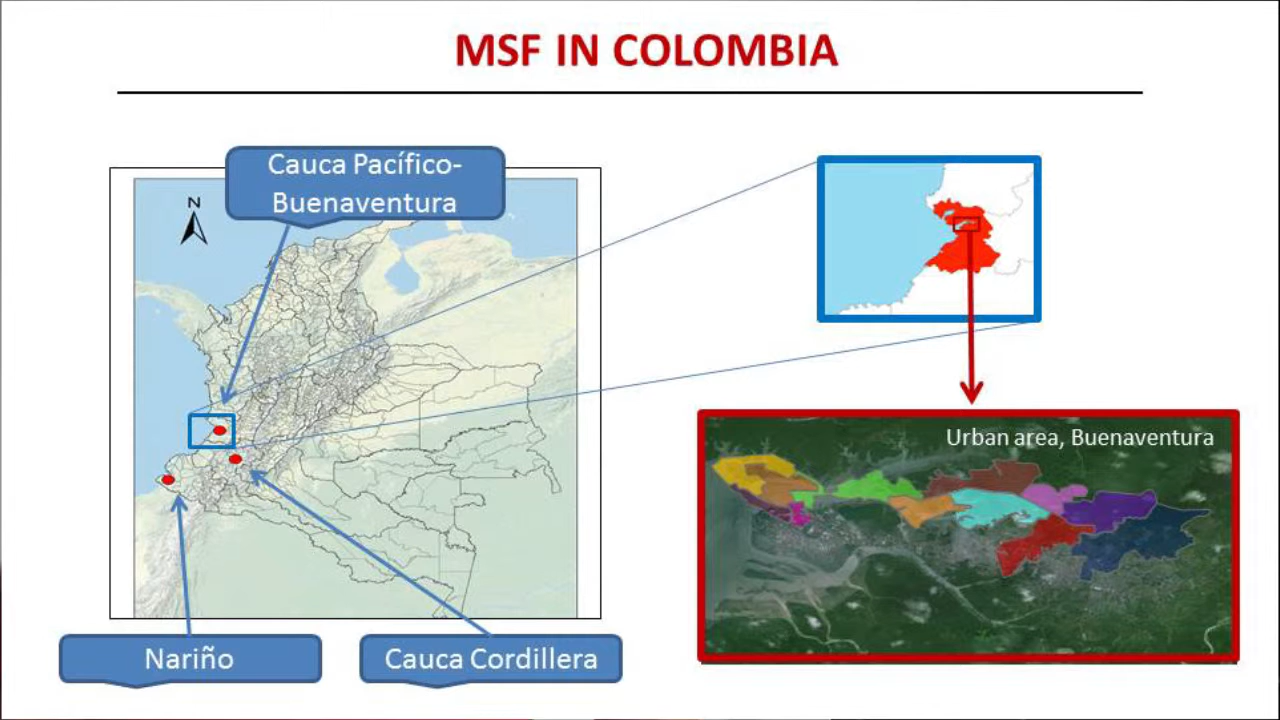 MSF IN COLOMBIA
Cauca Pacífico-
Buenaventura
N
Urban area, Buenaventura
Nariño
Cauca Cordillera